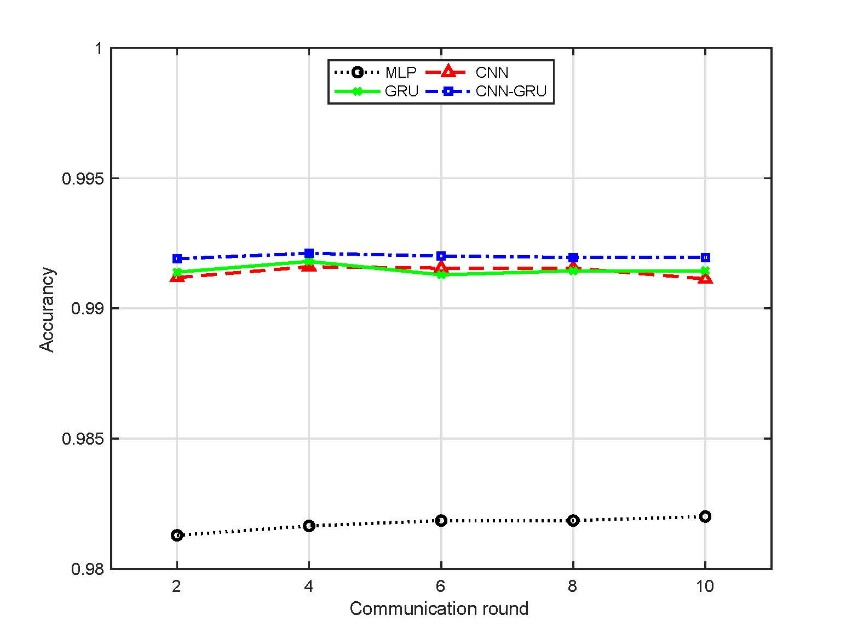 1
MLP CNN
GRU CNN-GRU
0.995
0.99
0.985
0.98
Accurancy
2 4 6 8 10
Communication round